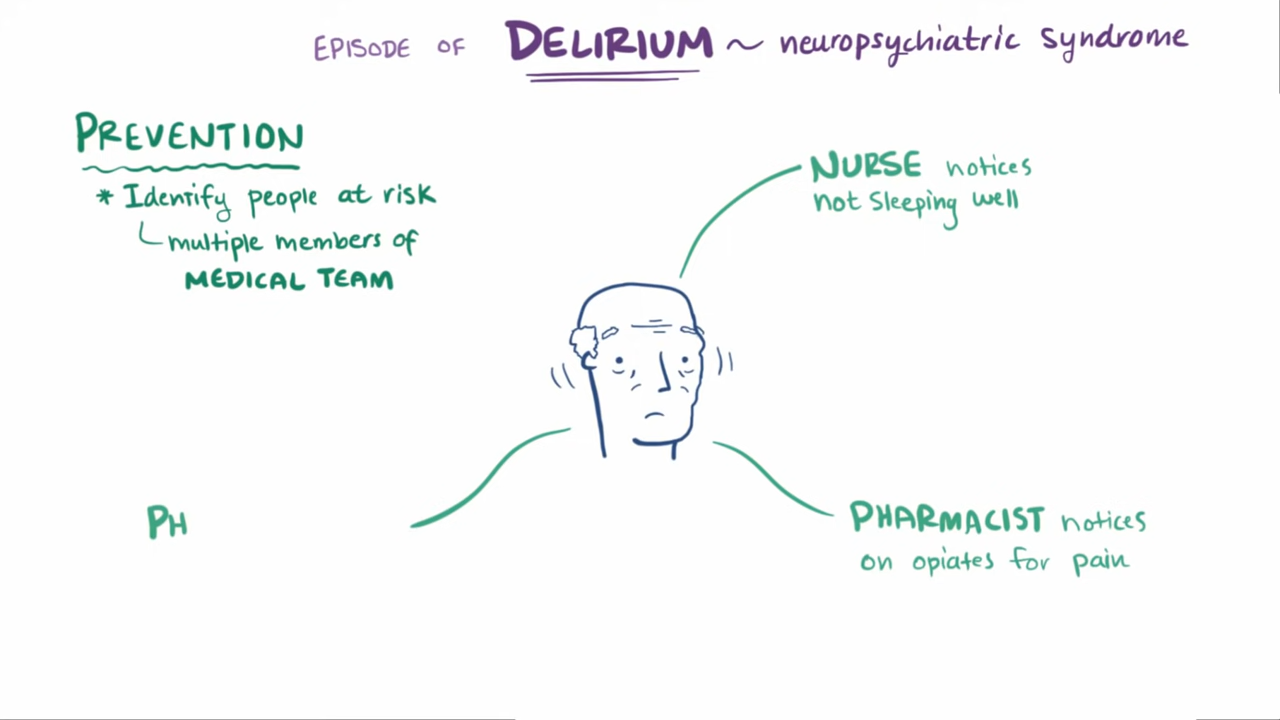 EPISODE OF DELIRIUM ~ neuropsychiatric syndrome
PREVENTION
* Identify people at risk
multiple members of
MEDICAL TEAM
NURSE notices
not sleeping well
PH
PHARMACIST notices
on opiates for pain